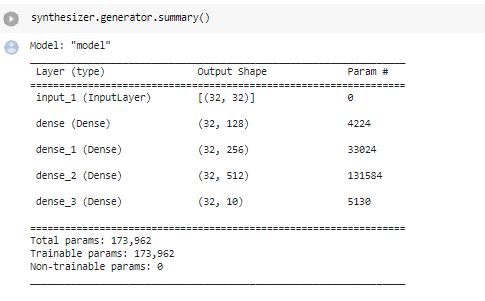 synthesizer.generator.summary()
Model: "model"
Layer (type) Output Shape Param #
input_1 (InputLayer) [(32, 32)] 0
dense (Dense) (32, 128) 4224
dense_1 (Dense) (32, 256) 33024
dense_2 (Dense) (32, 512) 131584
dense_3 (Dense) (32, 10) 5130
Total params: 173,962
Trainable params: 173,962
Non-trainable params: 0